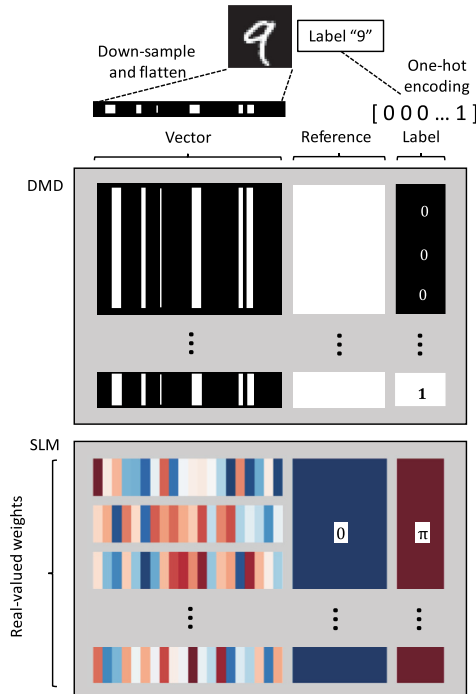 Down-sample
and flatten
Label “9”
One-hot
encoding
[ 0 0 0 ... 1 ]
Vector
Reference
Label
DMD
0
0
0
1
SLM
Real-valued weights
0
π